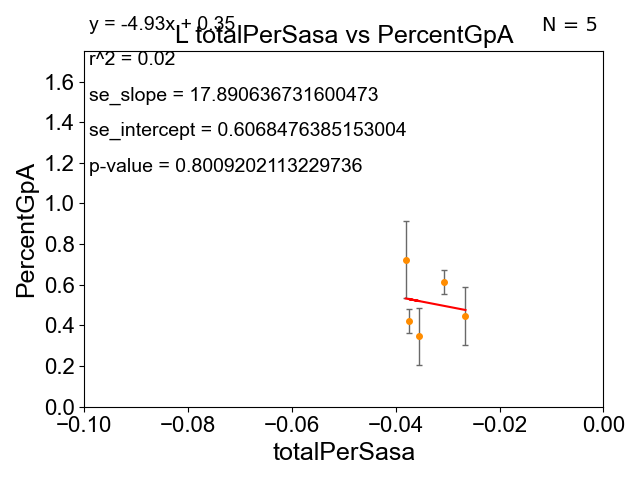 y = -4.93x + 0.35
N = 5
L totalPerSasa vs PercentGpA
r^2 = 0.02
se_slope = 17.890636731600473
se_intercept = 0.6068476385153004
p-value = 0.8009202113229736
PercentGpA
1.6
1.4
1.2
1.0
0.8
0.6
0.4
0.2
0.0
−0.10 −0.08 −0.06 −0.04 −0.02 0.00
totalPerSasa